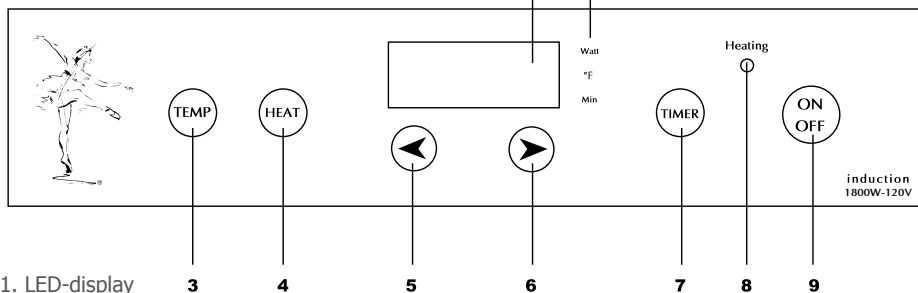 Watt
°F
Min
Heating
TEMP
HEAT
TIMER
ON
OFF
induction
1800W-120V
1. LED-display
3 4 5 6 7 8 9
®